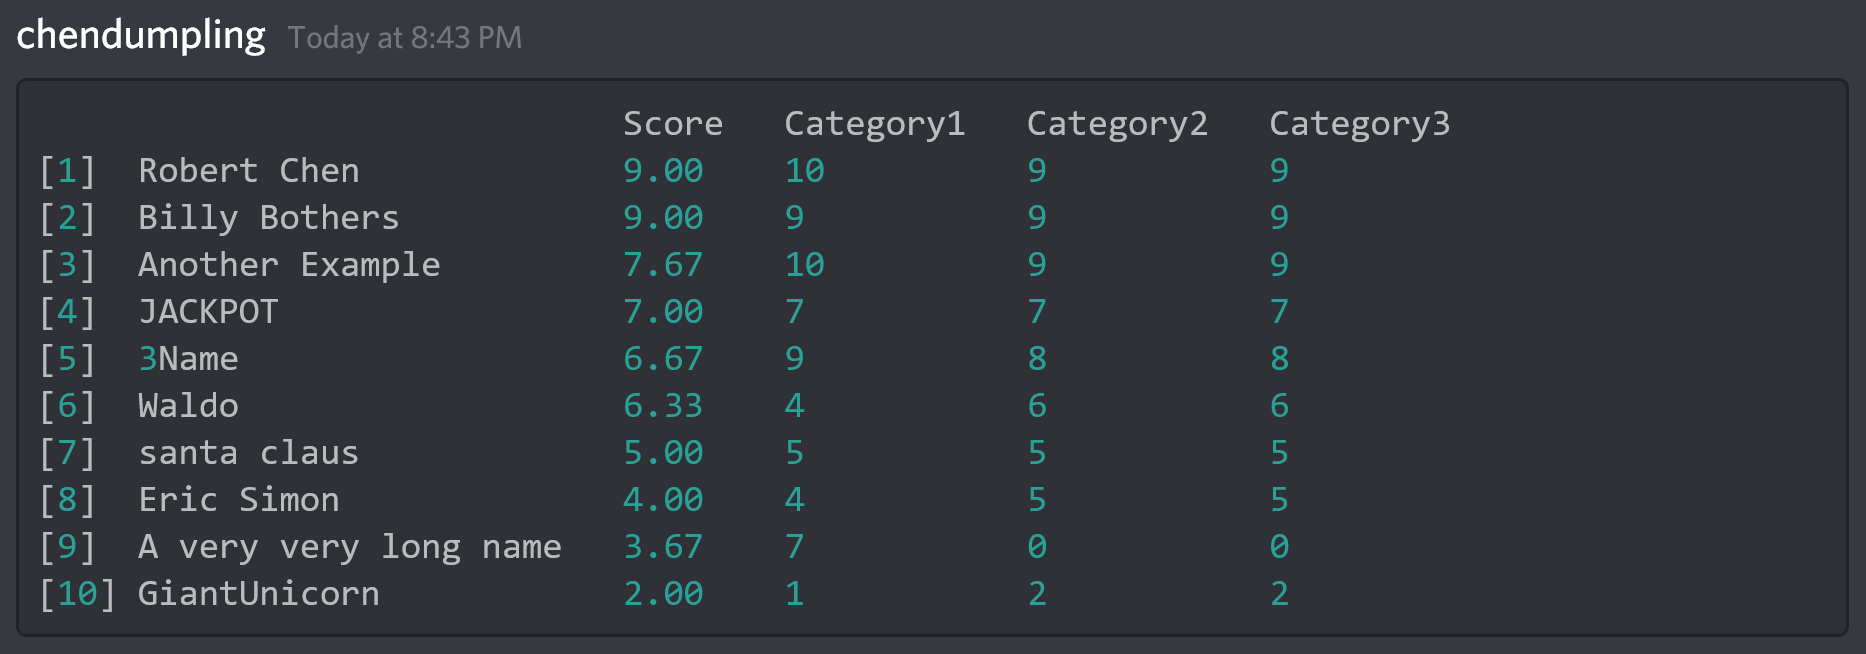 chendumpling Today at 8:43 PM
Score Category1 Category2 Category3
[1] Robert Chen 9.00 10 9 9
[2] Billy Bothers 9.00 9 9 9
[3] Another Example 7.67 10 9 9
[4] JACKPOT 7.00 7 7 7
[5] 3Name 6.67 9 8 8
[6] Waldo 6.33 4 6 6
[7] santa claus 5.00 5 5 5
[8] Eric Simon 4.00 4 5 5
[9] A very very long name 3.67 7 0 0
[10] GiantUnicorn 2.00 1 2 2